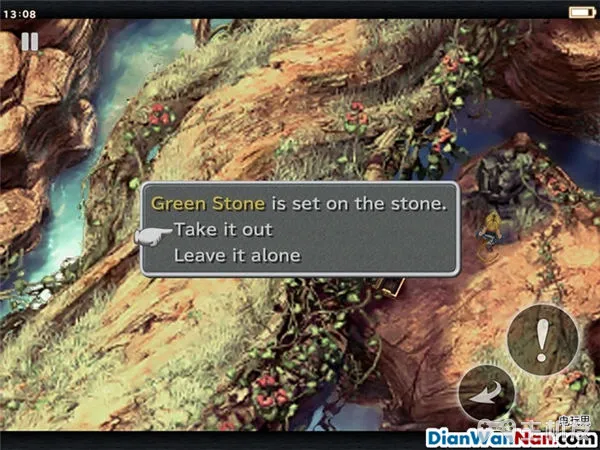 13:08
Green Stone is set on the stone.
Take it out
Leave it alone
DianWanNan.com